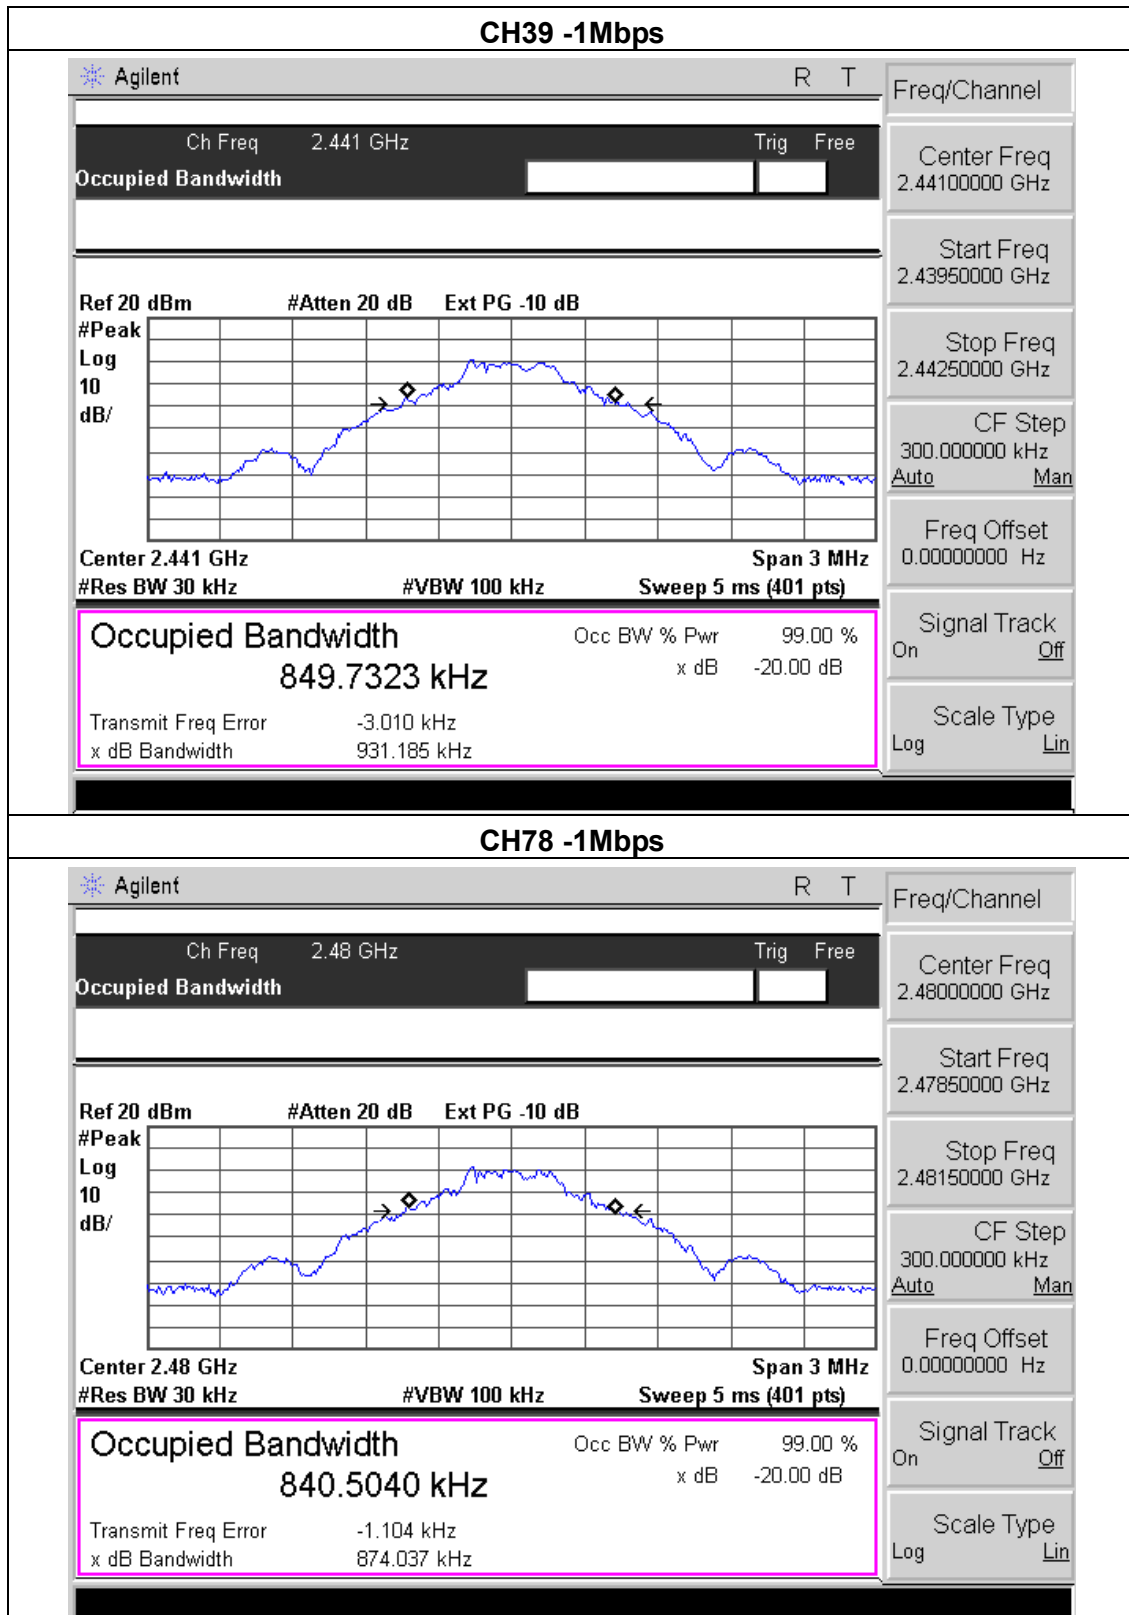 CH39 -1Mbps
Agilent R T
Freq/Channel
Ch Freq 2.441 GHz Trig Free
Occupied Bandwidth
Center Freq
2.44100000 GHz
Start Freq
2.43950000 GHz
Ref 20 dBm #Atten 20 dB Ext PG -10 dB
#Peak
Log
10
dB/
Stop Freq
2.44250000 GHz
CF Step
300.000000 kHz
Auto Man
Freq Offset
0.00000000 Hz
Center 2.441 GHz Span 3 MHz
#Res BW 30 kHz #VBW 100 kHz Sweep 5 ms (401 pts)
Occupied Bandwidth Occ BW % Pwr 99.00 %
849.7323 kHz x dB -20.00 dB
Transmit Freq Error -3.010 kHz
x dB Bandwidth 931.185 kHz
Signal Track
On Off
Scale Type
Log Lin
CH78 -1Mbps
Agilent R T
Freq/Channel
Ch Freq 2.48 GHz Trig Free
Occupied Bandwidth
Center Freq
2.48000000 GHz
Start Freq
2.47850000 GHz
Ref 20 dBm #Atten 20 dB Ext PG -10 dB
#Peak
Log
10
dB/
Stop Freq
2.48150000 GHz
CF Step
300.000000 kHz
Auto Man
Freq Offset
0.00000000 Hz
Center 2.48 GHz Span 3 MHz
#Res BW 30 kHz #VBW 100 kHz Sweep 5 ms (401 pts)
Occupied Bandwidth Occ BW % Pwr 99.00 %
840.5040 kHz x dB -20.00 dB
Transmit Freq Error -1.104 kHz
x dB Bandwidth 874.037 kHz
Signal Track
On Off
Scale Type
Log Lin